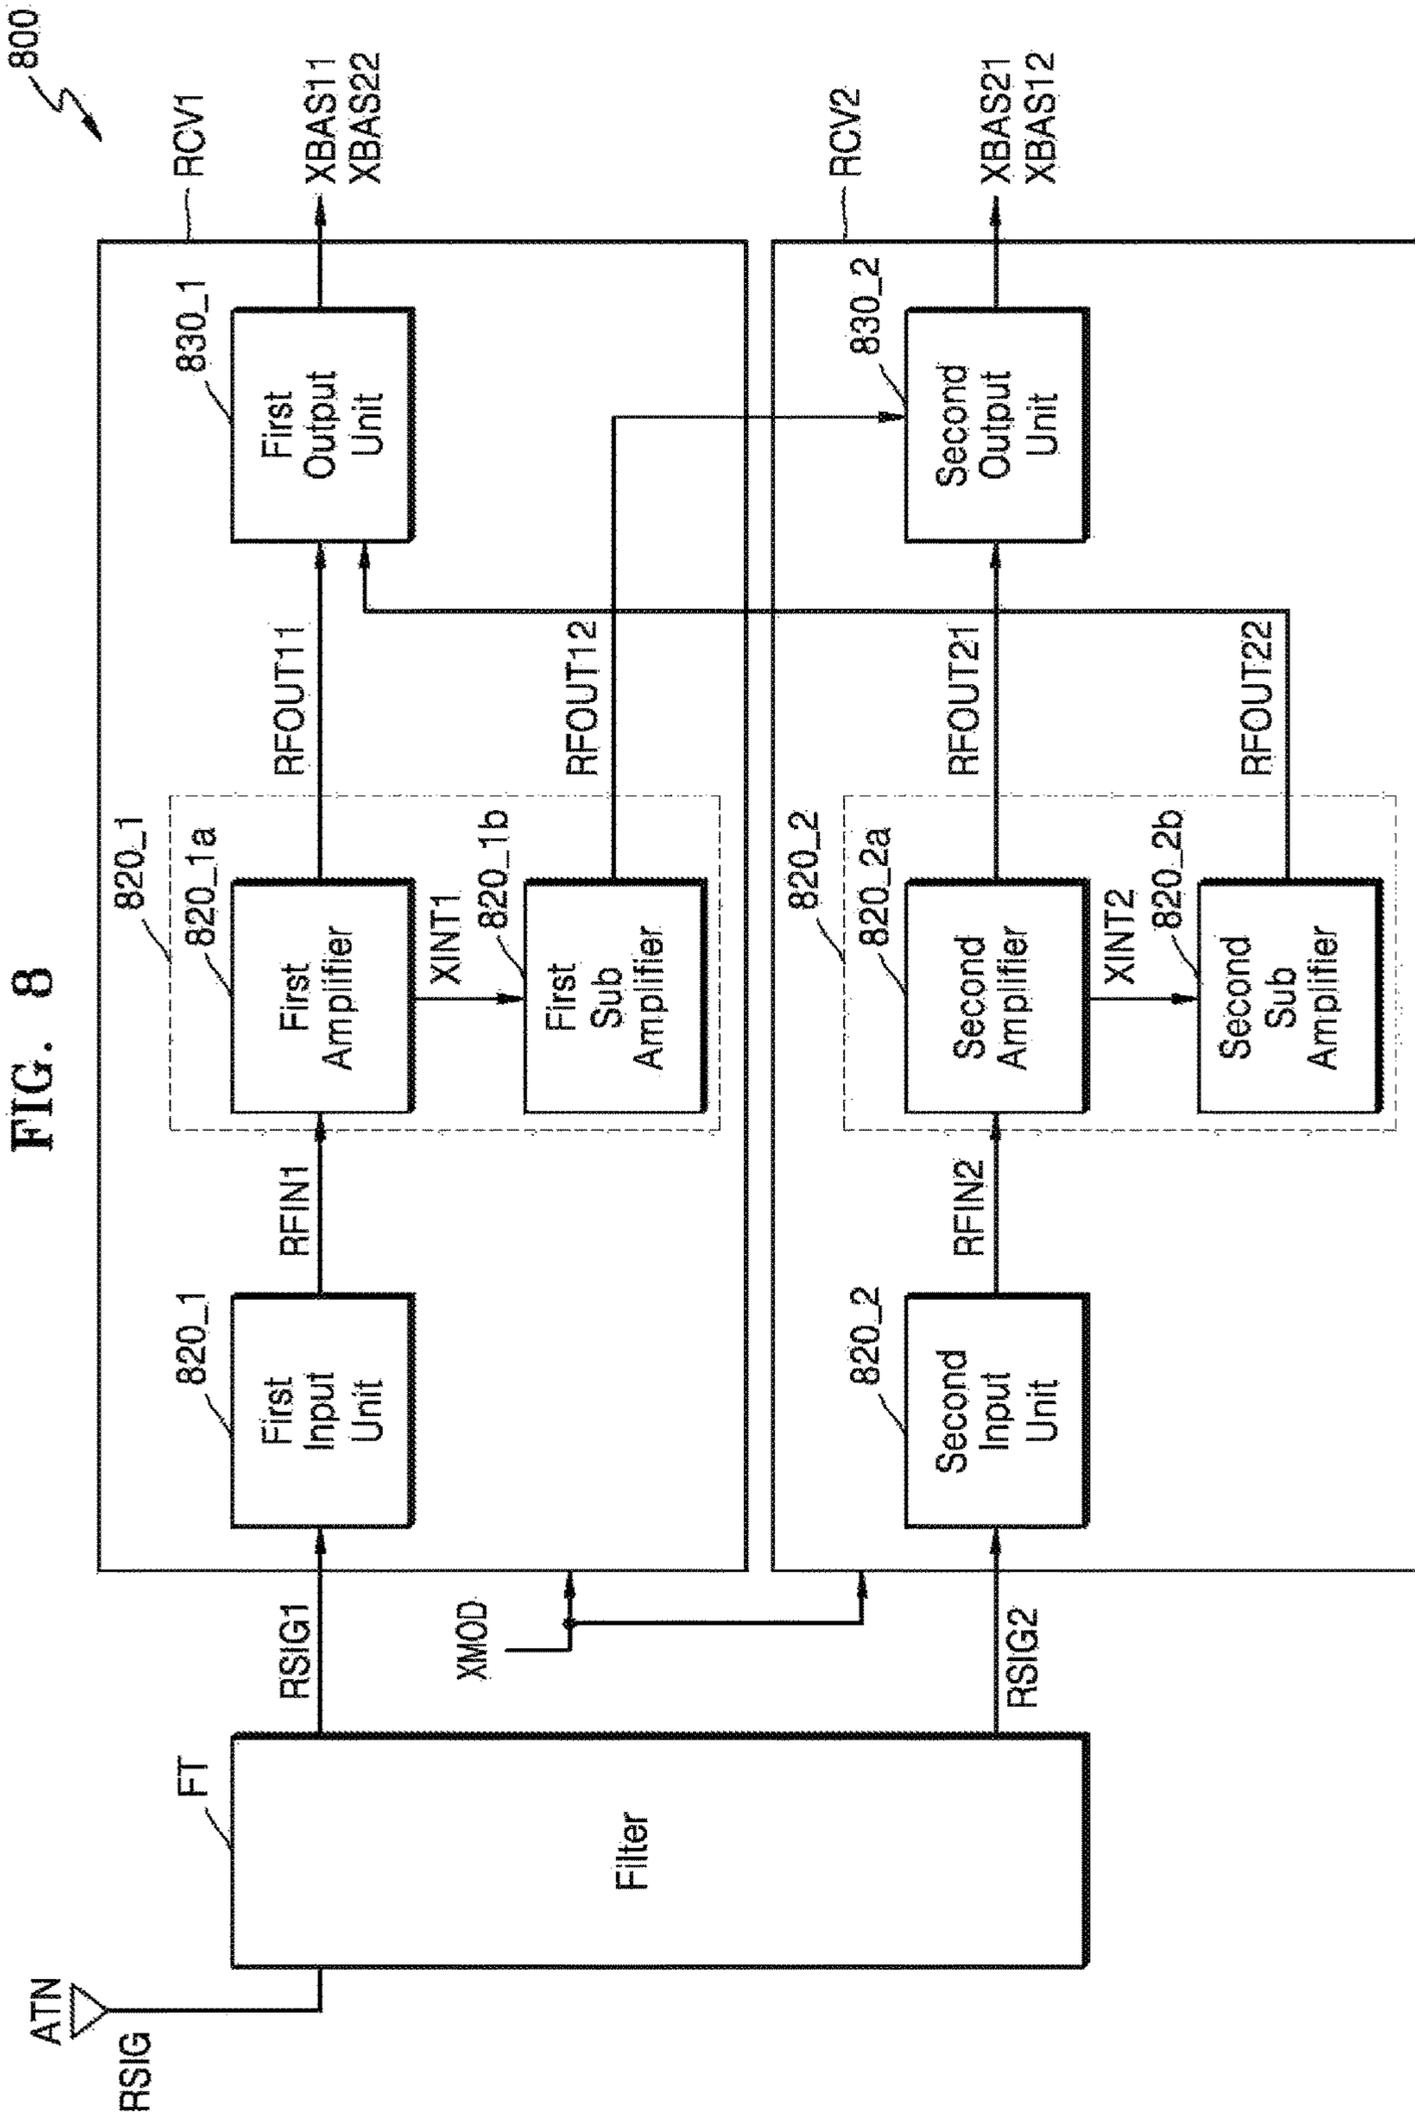 FIG. 8
800
ATN
RSIG
FT
Filter
RSIG1
RSIG2
XMOD
RCV1
820_1
First
Input
Unit
RFIN1
820_1
820_1a
First
Amplifier
XINT1
820_1b
First
Sub
Amplifier
RFOUT11
RFOUT12
830_1
First
Output
Unit
XBAS11
XBAS22
RCV2
820_2
Second
Input
Unit
RFIN2
820_2
820_2a
Second
Amplifier
XINT2
820_2b
Second
Sub
Amplifier
RFOUT21
RFOUT22
830_2
Second
Output
Unit
XBAS21
XBAS12